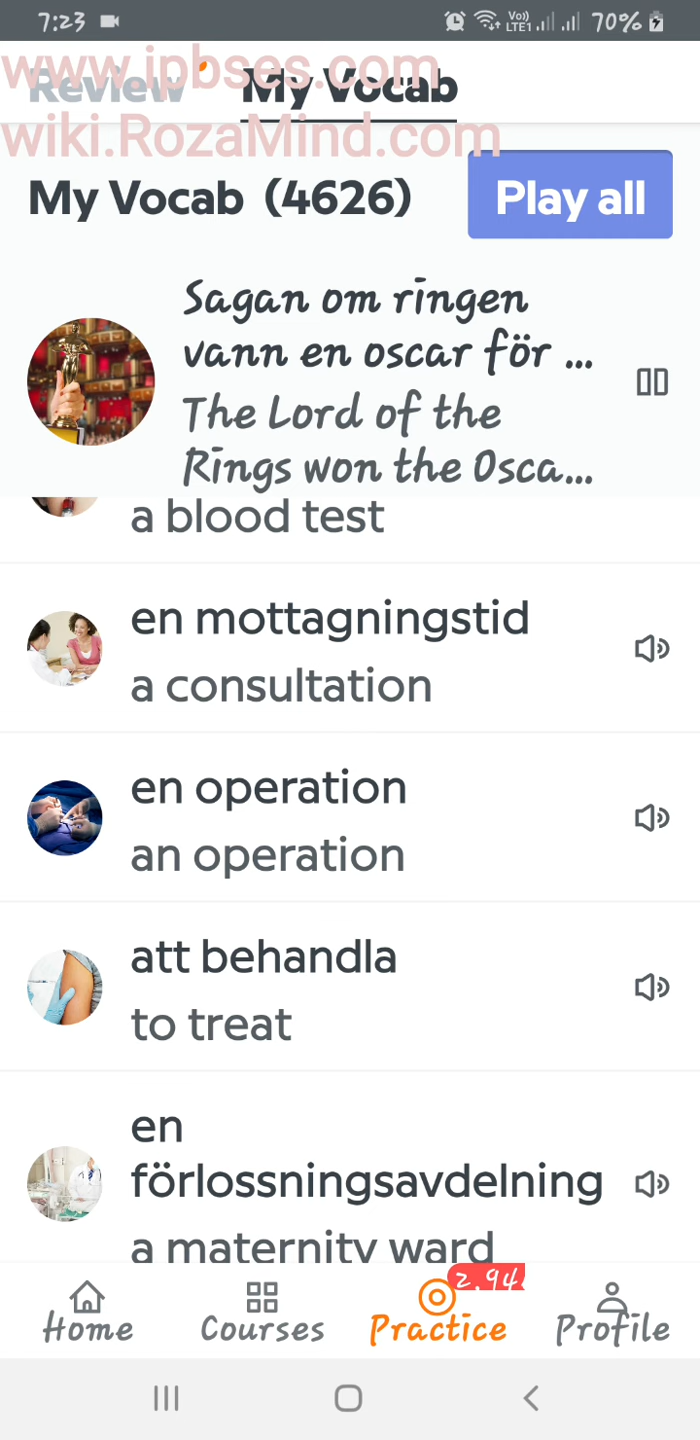 7:23
Vo)) LTE1 70%
www.ipbses.com
Review My Vocab
wiki.RozaMind.com
My Vocab (4626) Play all
Sagan om ringen
vann en oscar för ...
The Lord of the
Rings won the Osca...
a blood test
en mottagningstid
a consultation
en operation
an operation
att behandla
to treat
en
förlossningsavdelning
a maternity ward
2,94
Home Courses Practice Profile